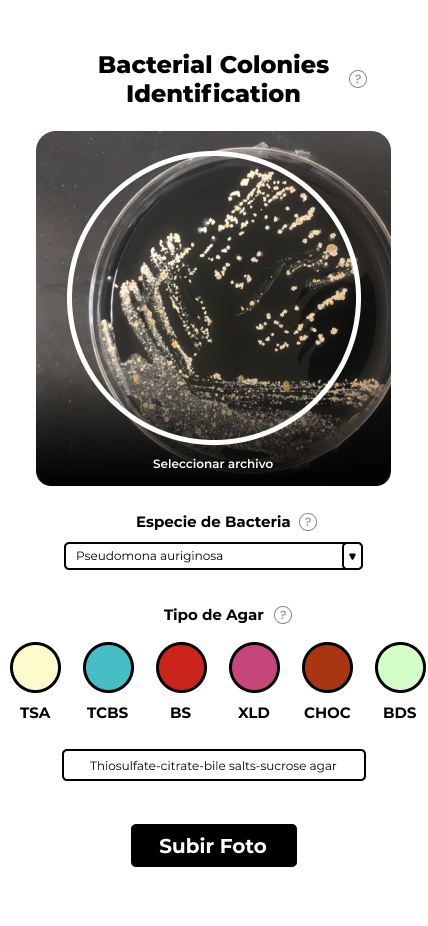 Bacterial Colonies
Identification
?
Seleccionar archivo
Especie de Bacteria ?
Pseudomona auriginosa ▼
Tipo de Agar ?
TSA TCBS BS XLD CHOC BDS
Thiosulfate-citrate-bile salts-sucrose agar
Subir Foto